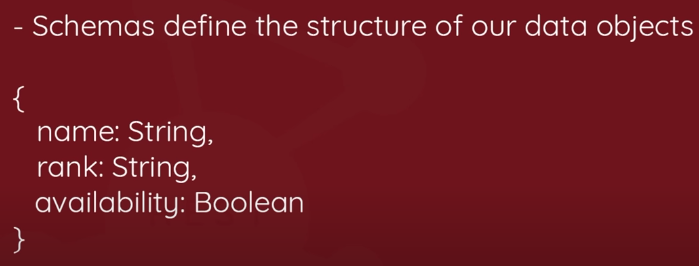 - Schemas define the structure of our data objects
{
name: String,
rank: String,
availability: Boolean
}